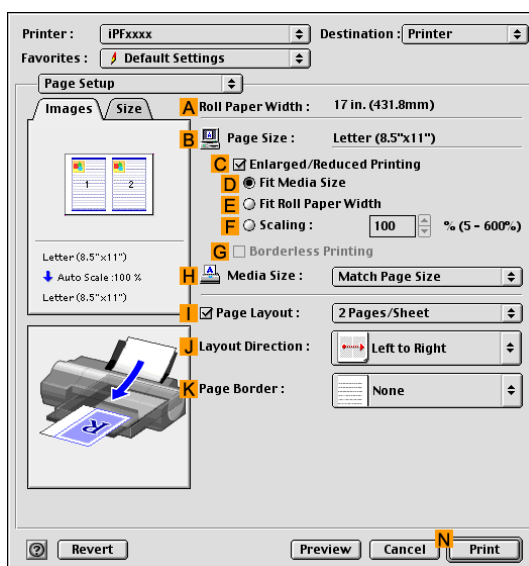 Printer : iPFxxxx Destination : Printer
Favorites : Default Settings
Page Setup
Images Size
A Roll Paper Width : 17 in. (431.8mm)
B Page Size : Letter (8.5"x11")
C Enlarged/Reduced Printing
D Fit Media Size
E Fit Roll Paper Width
F Scaling : 100 % (5 - 600%)
G Borderless Printing
H Media Size : Match Page Size
1 2
Letter (8.5"x11")
Auto Scale :100 %
Letter (8.5"x11")
I Page Layout : 2 Pages/Sheet
J Layout Direction : Left to Right
K Page Border : None
R
? Revert Preview Cancel N Print